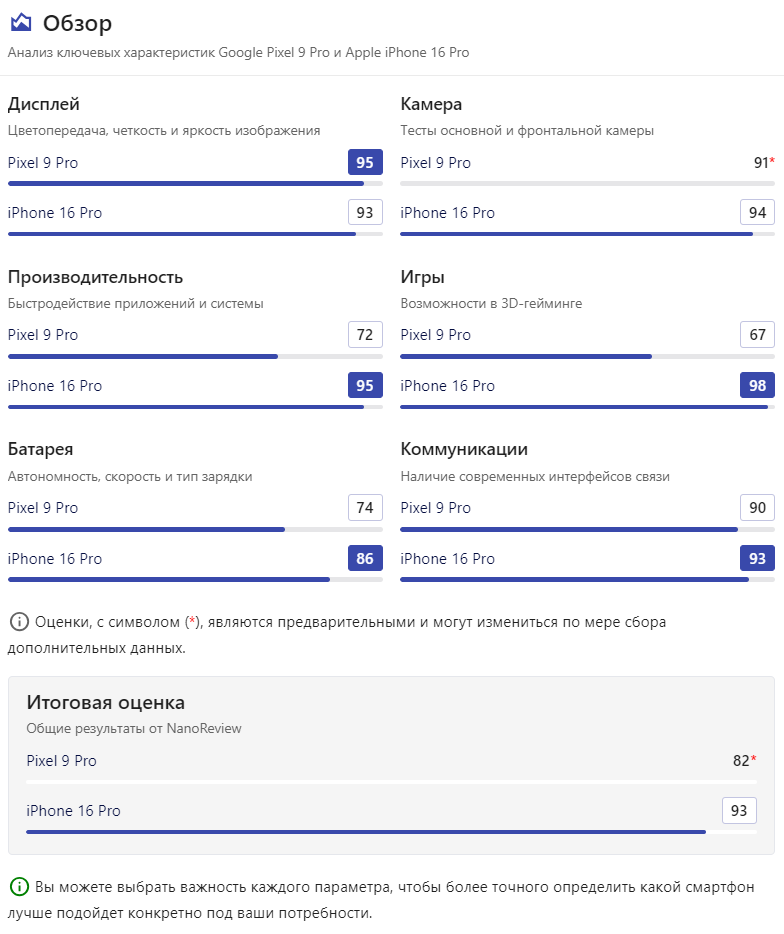 Обзор
Анализ ключевых характеристик Google Pixel 9 Pro и Apple iPhone 16 Pro
Дисплей
Цветопередача, четкость и яркость изображения
Pixel 9 Pro
95
iPhone 16 Pro
93
Камера
Тесты основной и фронтальной камеры
Pixel 9 Pro
91*
iPhone 16 Pro
94
Производительность
Быстродействие приложений и системы
Pixel 9 Pro
72
iPhone 16 Pro
95
Игры
Возможности в 3D-гейминге
Pixel 9 Pro
67
iPhone 16 Pro
98
Батарея
Автономность, скорость и тип зарядки
Pixel 9 Pro
74
iPhone 16 Pro
86
Коммуникации
Наличие современных интерфейсов связи
Pixel 9 Pro
90
iPhone 16 Pro
93
Оценки, с символом (*), являются предварительными и могут измениться по мере сбора
дополнительных данных.
Итоговая оценка
Общие результаты от NanoReview
Pixel 9 Pro
82*
iPhone 16 Pro
93
Вы можете выбрать важность каждого параметра, чтобы более точного определить какой смартфон
лучше подойдет конкретно под ваши потребности.